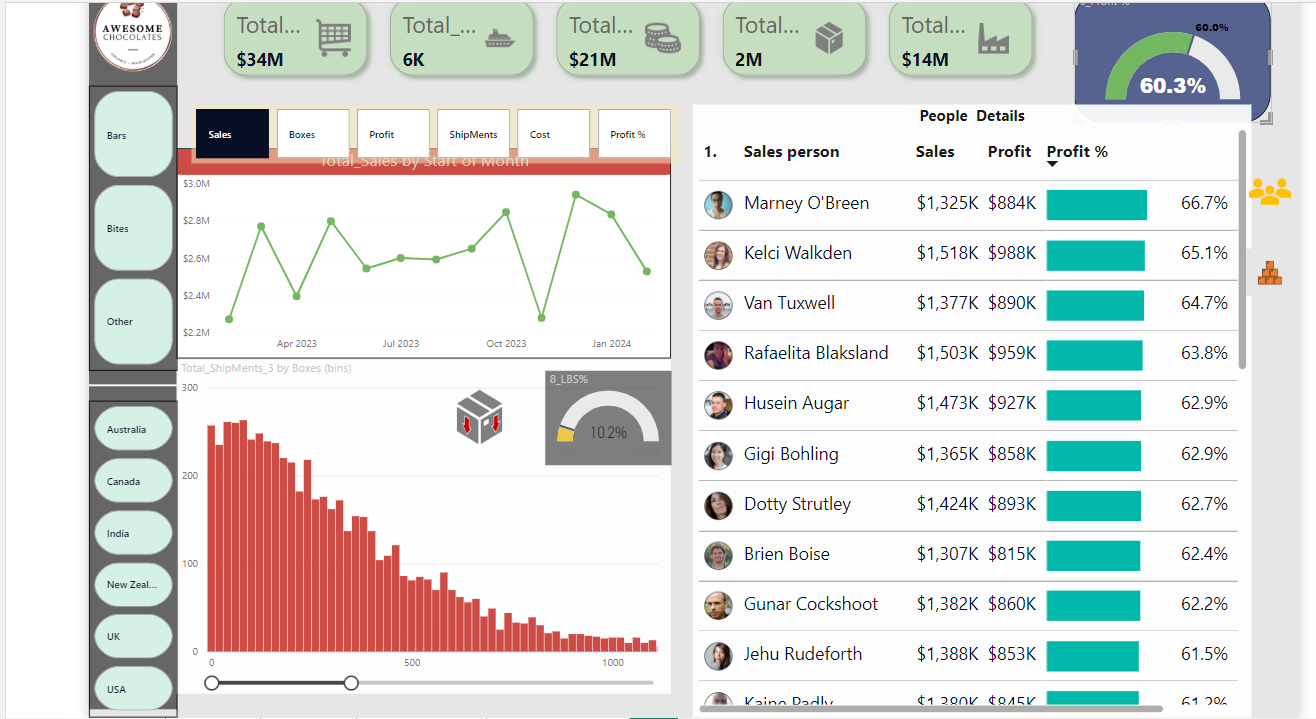 AWESOME
CHOCOLATES
Total...
$34M
Total_...
6K
Total...
$21M
Total...
2M
Total...
$14M
60.0%
60.3%
Bars
Bites
Other
Australia
Canada
India
New Zeal...
UK
USA
Sales
Boxes
Profit
ShipMents
Cost
Profit %
Total_Sales by Start of Month
$3.0M
$2.8M
$2.6M
$2.4M
$2.2M
Apr 2023
Jul 2023
Oct 2023
Jan 2024
Total_ShipMents_3 by Boxes (bins)
300
200
100
0
0
500
1000
8_LBS%
10.2%
People Details
1. Sales person Sales Profit Profit %
Marney O'Breen $1,325K $884K 66.7%
Kelci Walkden $1,518K $988K 65.1%
Van Tuxwell $1,377K $890K 64.7%
Rafaelita Blaksland $1,503K $959K 63.8%
Husein Augar $1,473K $927K 62.9%
Gigi Bohling $1,365K $858K 62.9%
Dotty Strutley $1,424K $893K 62.7%
Brien Boise $1,307K $815K 62.4%
Gunar Cockshoot $1,382K $860K 62.2%
Jehu Rudeforth $1,388K $853K 61.5%
Kaine Padly $1,380K $845K 61.2%